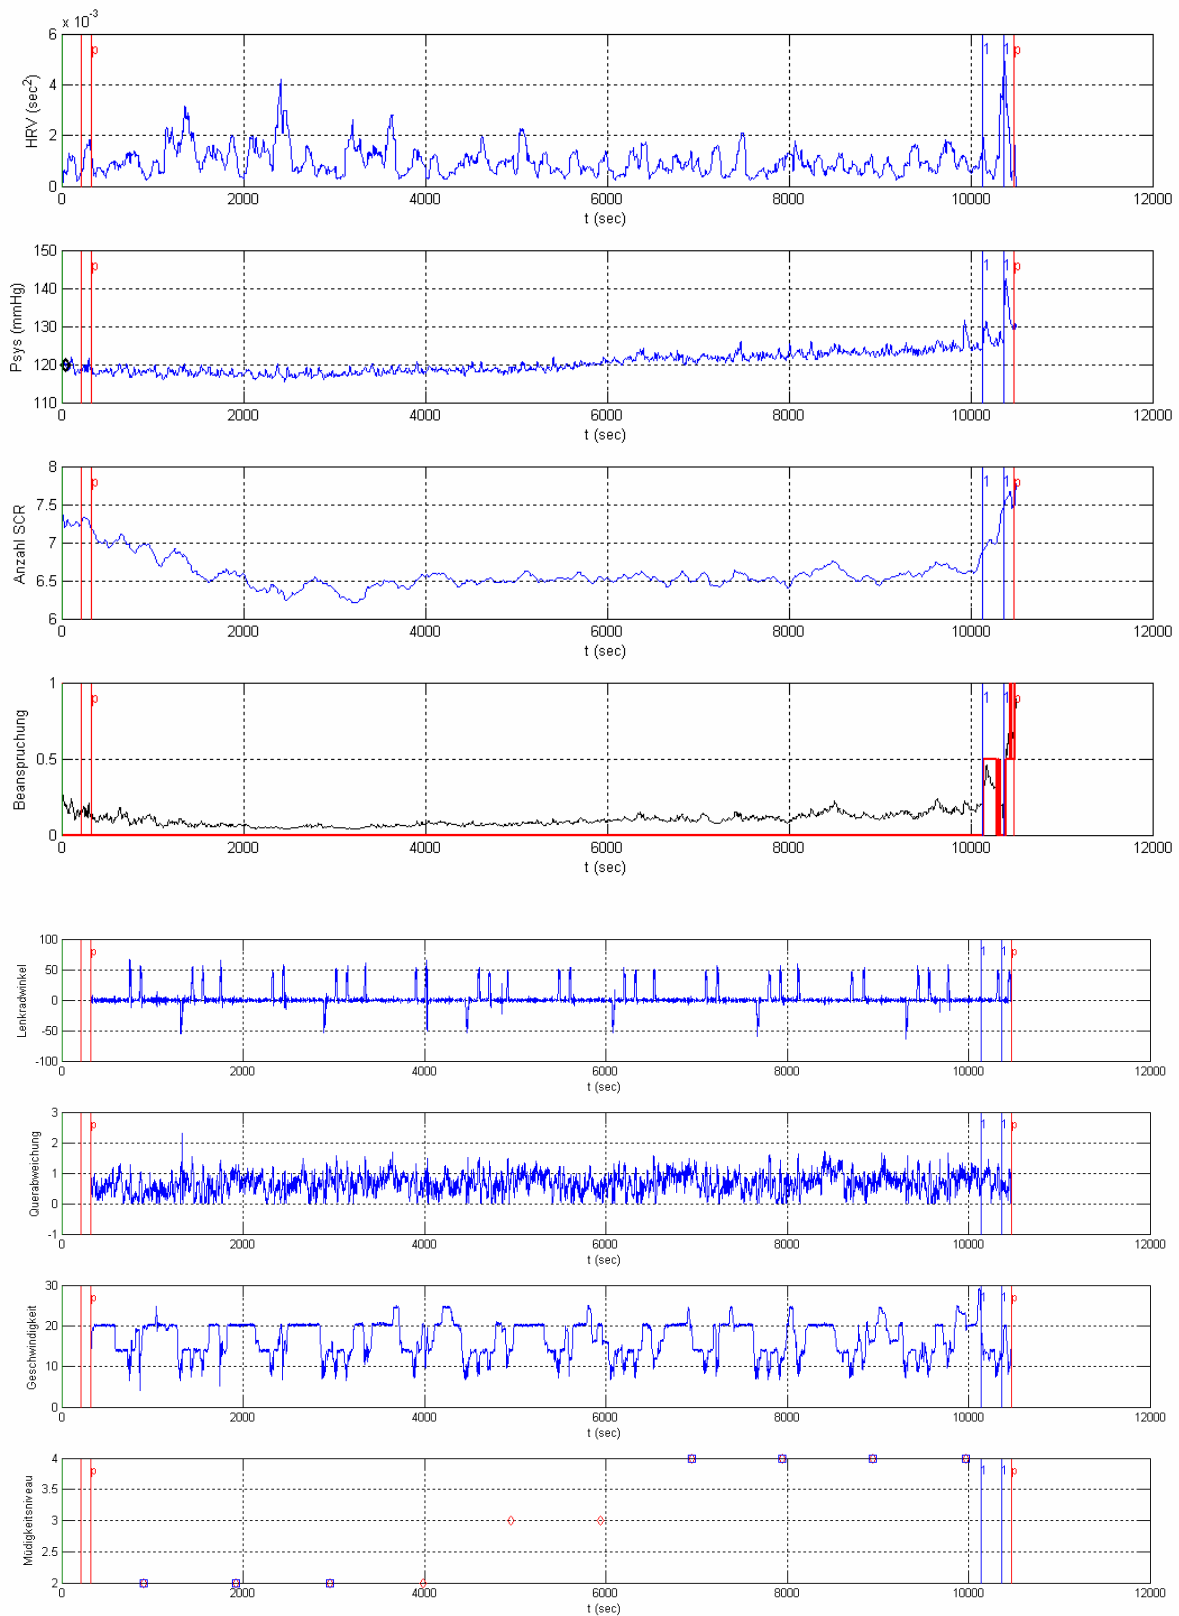 x 10-3
6
4
2
0
HRV (sec2)
p
1
1
p
0 2000 4000 6000 8000 10000 12000
t (sec)
150
140
130
120
110
Psys (mmHg)
p
1
1
p
0 2000 4000 6000 8000 10000 12000
t (sec)
8
7.5
7
6.5
6
Anzahl SCR
p
1
1
p
0 2000 4000 6000 8000 10000 12000
t (sec)
1
0.5
0
Beanspruchung
p
1
1
p
0 2000 4000 6000 8000 10000 12000
t (sec)
100
50
0
-50
-100
Lenkradwinkel
p
1
1
p
0 2000 4000 6000 8000 10000 12000
t (sec)
3
2
1
0
-1
Querabweichung
p
1
1
p
0 2000 4000 6000 8000 10000 12000
t (sec)
30
20
10
0
Geschwindigkeit
p
1
1
p
0 2000 4000 6000 8000 10000 12000
t (sec)
4
3.5
3
2.5
2
Müdigkeitsniveau
p
1
1
p
0 2000 4000 6000 8000 10000 12000
t (sec)